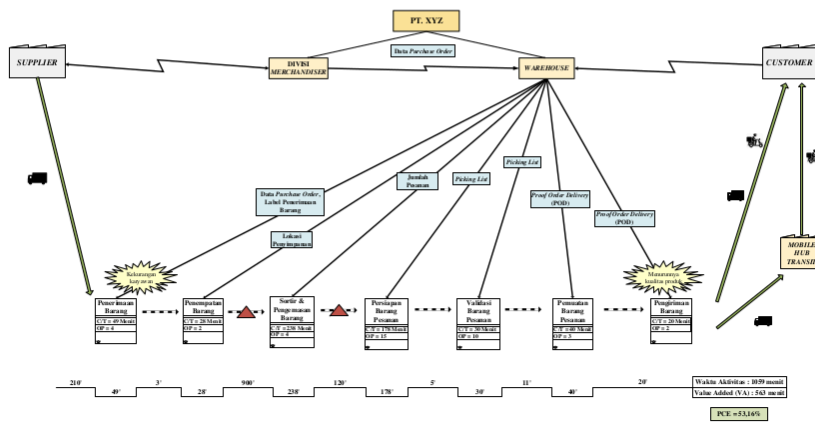 PT. XYZ
Data Purchase Order
SUPPLIER
DIVISI
MERCHANDISER
WAREHOUSE
CUSTOMER
Picking List
Jumlah
Pesanan
Picking List
Data Purchase Order,
Label Penerimaan
Barang
Proof Order Delivery
(POD)
Proof Order Delivery
(POD)
Lokasi
Penyimpanan
MOBILE
HUB
TRANSIT
Kekurangan
karyawan
Menurunnya
kualitas produk
Penerimaan
Barang
C/T = 49 Menit
OP = 4
Penempatan
Barang
C/T = 28 Menit
OP = 2
Sortir &
Pengemasan
Barang
C/T = 238 Menit
OP = 4
Persiapan
Barang
Pesanan
C/T = 178 Menit
OP = 15
Validasi
Barang
Pesanan
C/T = 30 Menit
OP = 10
Pemuatan
Barang
Pesanan
C/T = 40 Menit
OP = 3
Pengiriman
Barang
C/T = 20 Menit
OP = 2
210' 3' 900' 120' 5' 11' 20'
49' 28' 238' 178' 30' 40'
Waktu Aktivitas : 1059 menit
Value Added (VA) : 563 menit
PCE = 53,16%